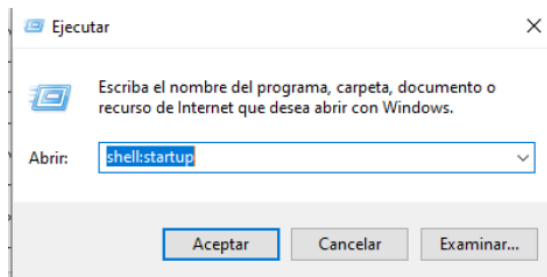 Ejecutar
Escriba el nombre del programa, carpeta, documento o
recurso de Internet que desea abrir con Windows.
Abrir: shell:startup
Aceptar Cancelar Examinar...